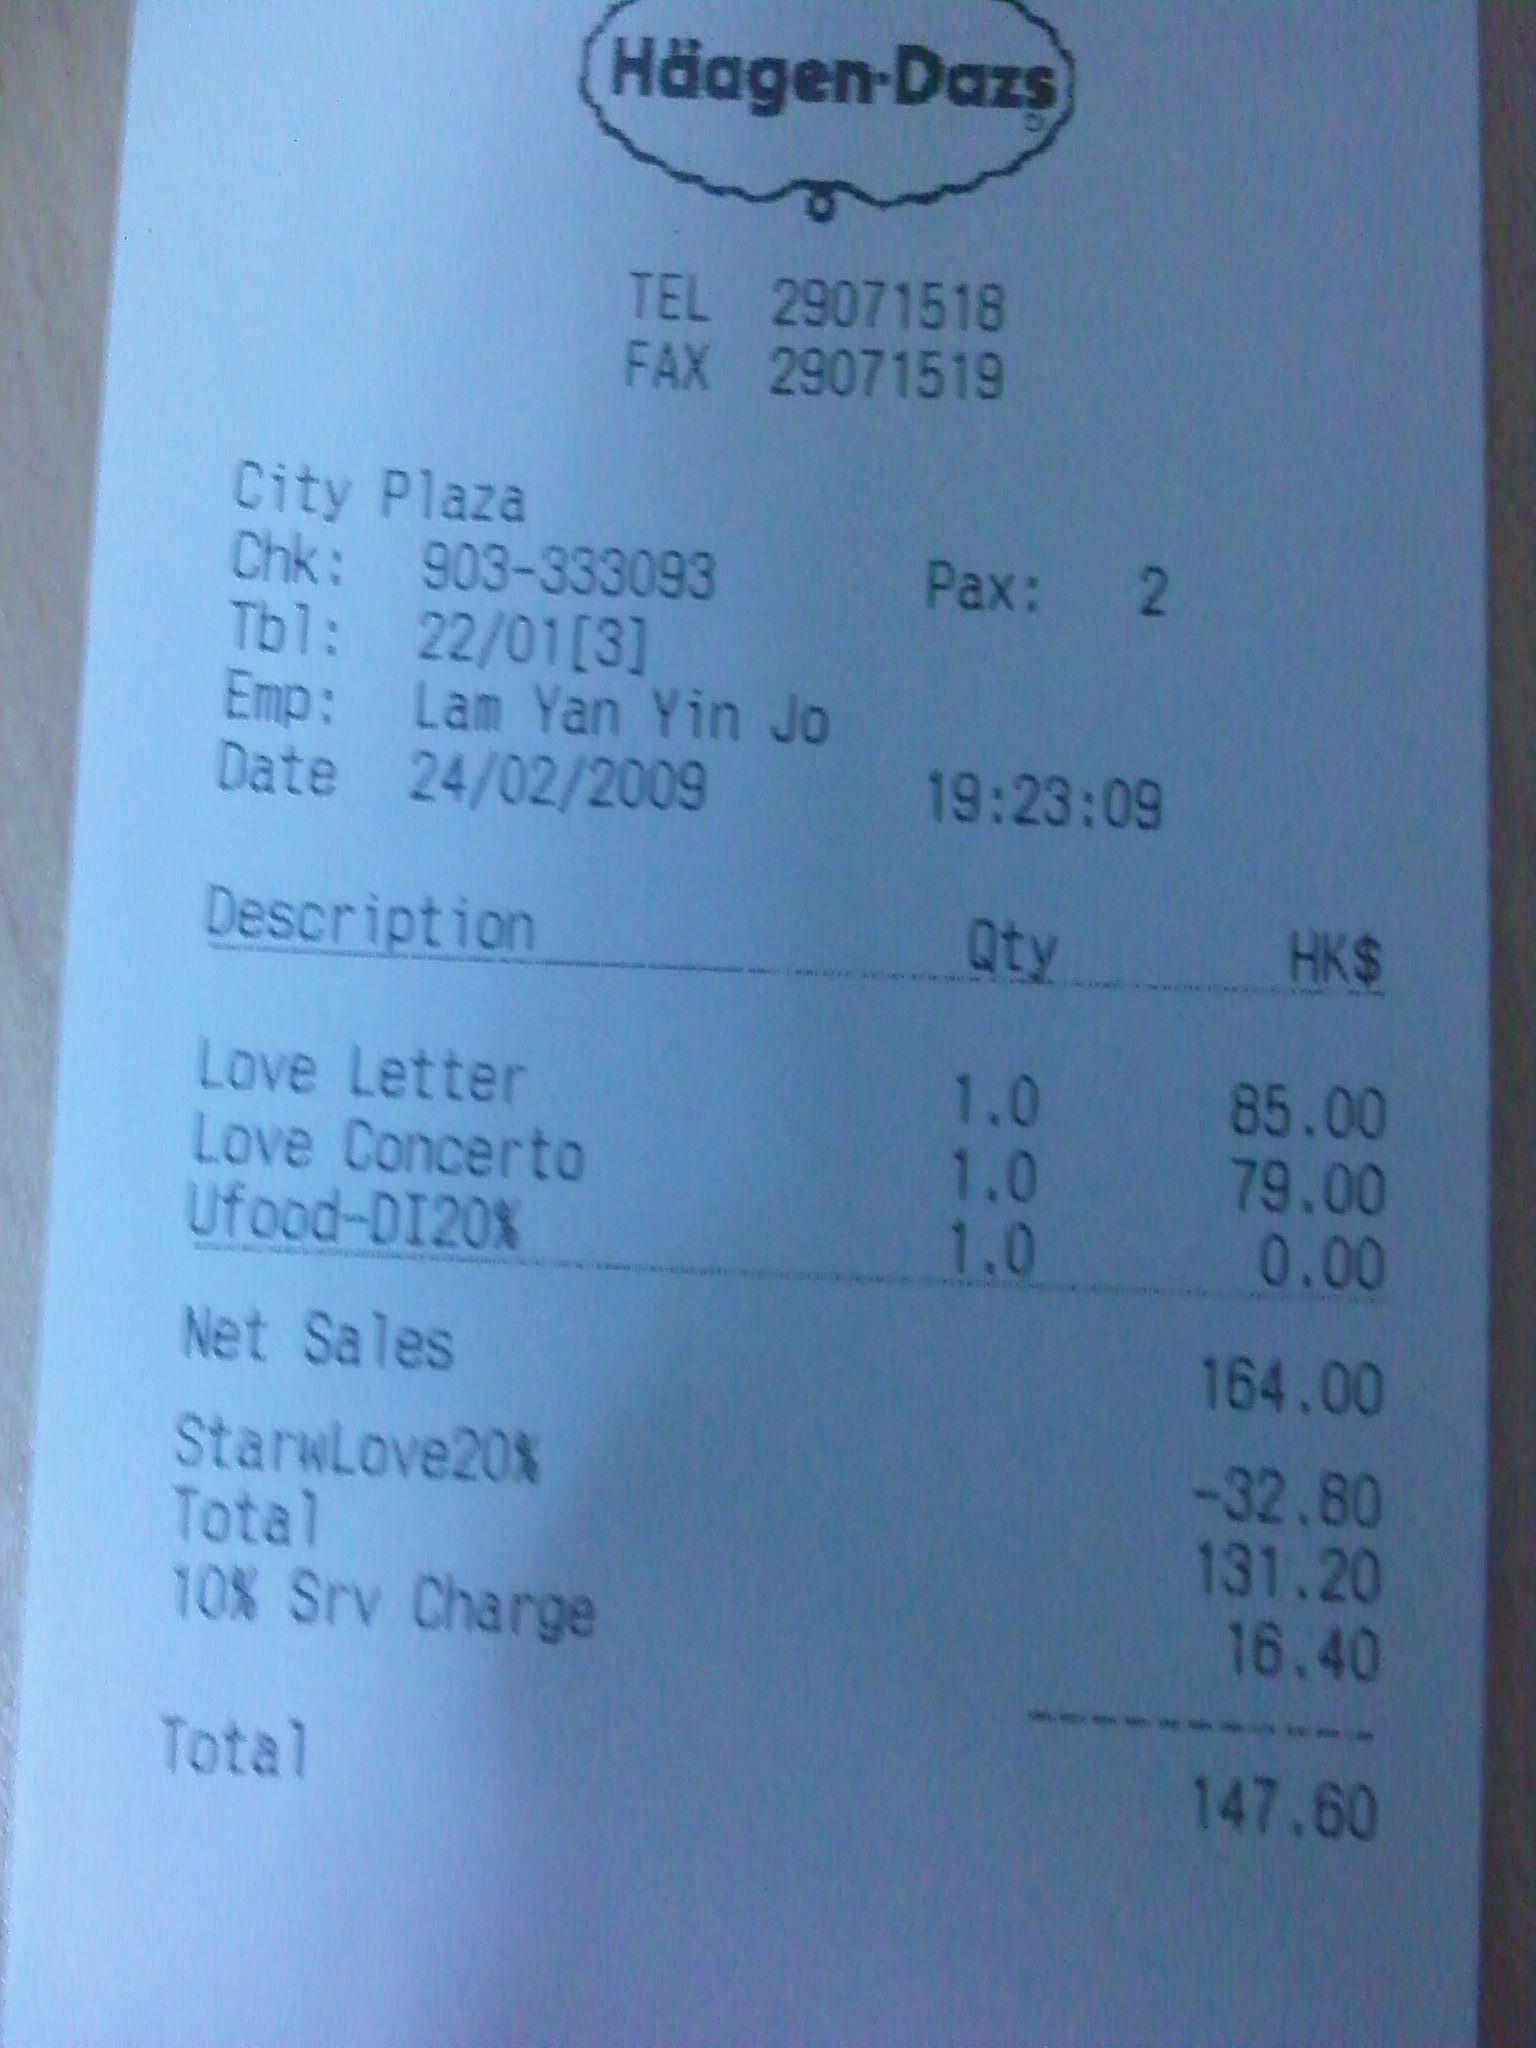 Häagen-Dazs
TEL 29071518
FAX 29071519
City Plaza
Chk: 903-333093 Pax: 2
Tbl: 22/01[3]
Emp: Lam Yan Yin Jo
Date 24/02/2009 19:23:09
Description Qty HK$
Love Letter 1.0 85.00
Love Concerto 1.0 79.00
Ufood-DI20% 1.0 0.00
Net Sales 164.00
StarwLove20% -32.80
Total 131.20
10% Srv Charge 16.40
Total 147.60